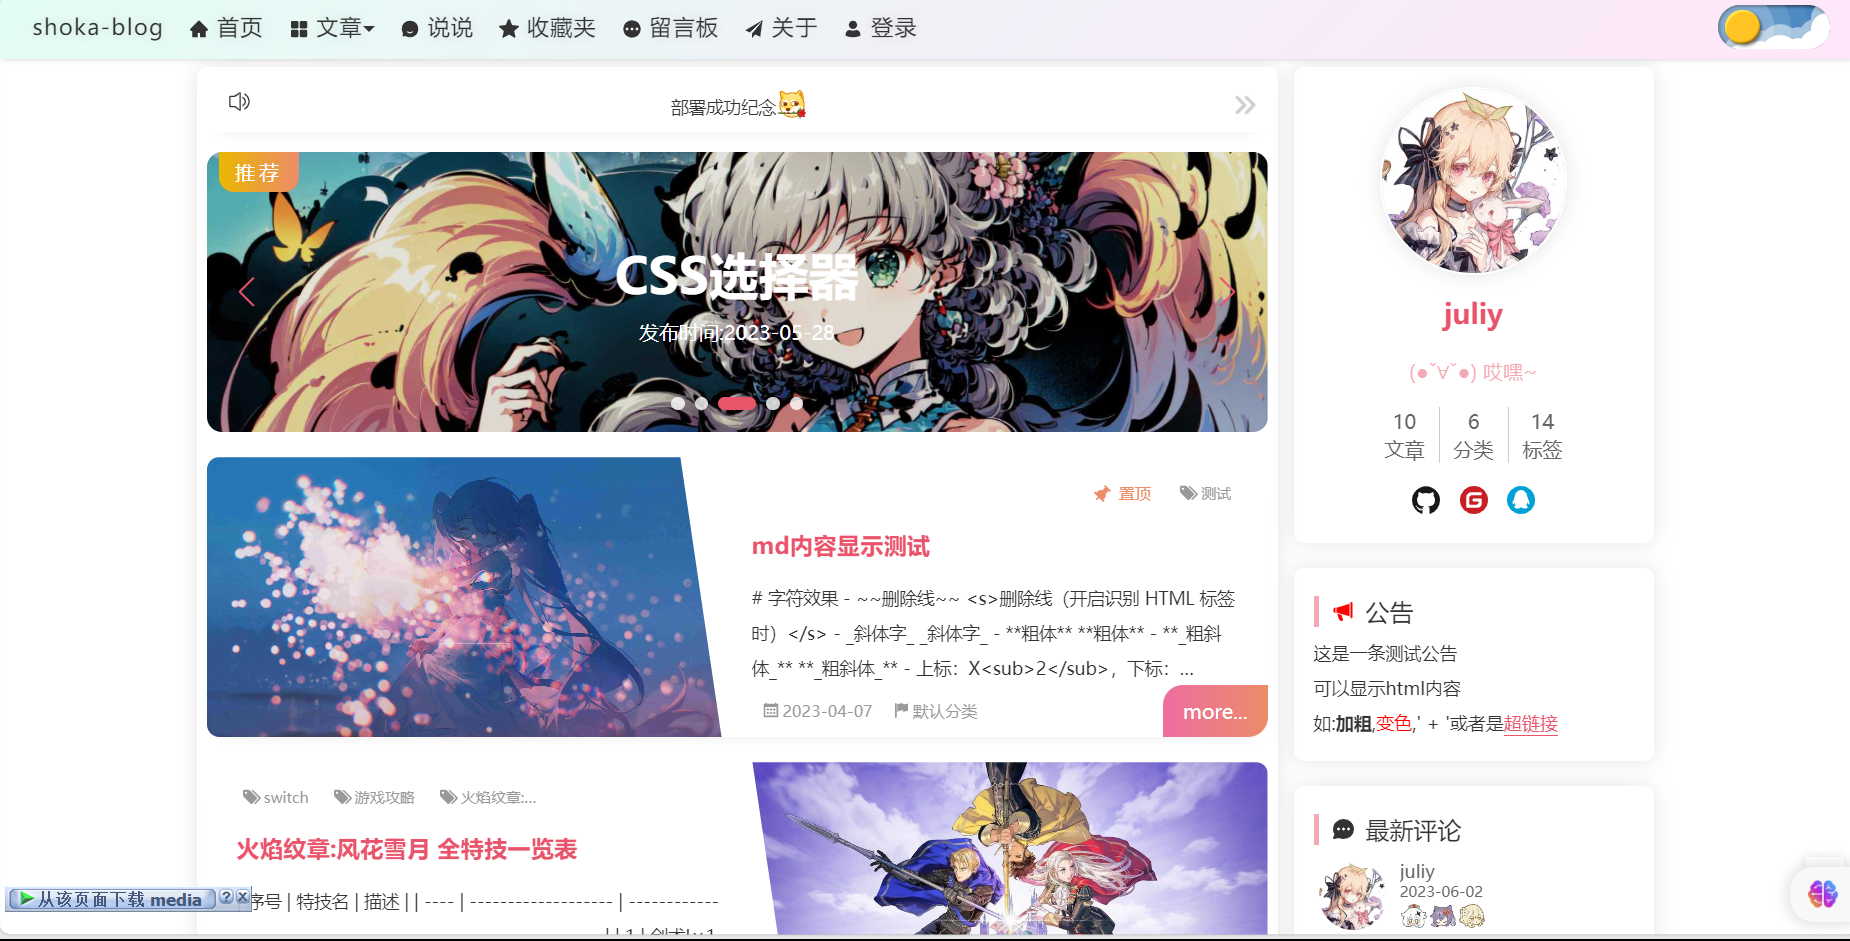 shoka-blog 首页 文章 说说 收藏夹 留言板 关于 登录
部署成功纪念
推荐
CSS选择器
发布时间:2023-05-28
置顶 测试
md内容显示测试
# 字符效果 - ~~删除线~~ <s>删除线（开启识别 HTML 标签
时）</s> - _斜体字_ _斜体字_ - **粗体** **粗体** - **_粗斜
体_** **_粗斜体_** - 上标：X<sub>2</sub>，下标：...
2023-04-07 默认分类
more...
switch 游戏攻略 火焰纹章:...
火焰纹章:风花雪月 全特技一览表
序号 | 特技名 | 描述 | | ---- | ------------------- | ------------
从该页面下载 media ? X
juliy
(●ˇ∀ˇ●) 哎嘿~
10 6 14
文章 分类 标签
公告
这是一条测试公告
可以显示html内容
如:加粗,变色,' + '或者是超链接
最新评论
juliy
2023-06-02